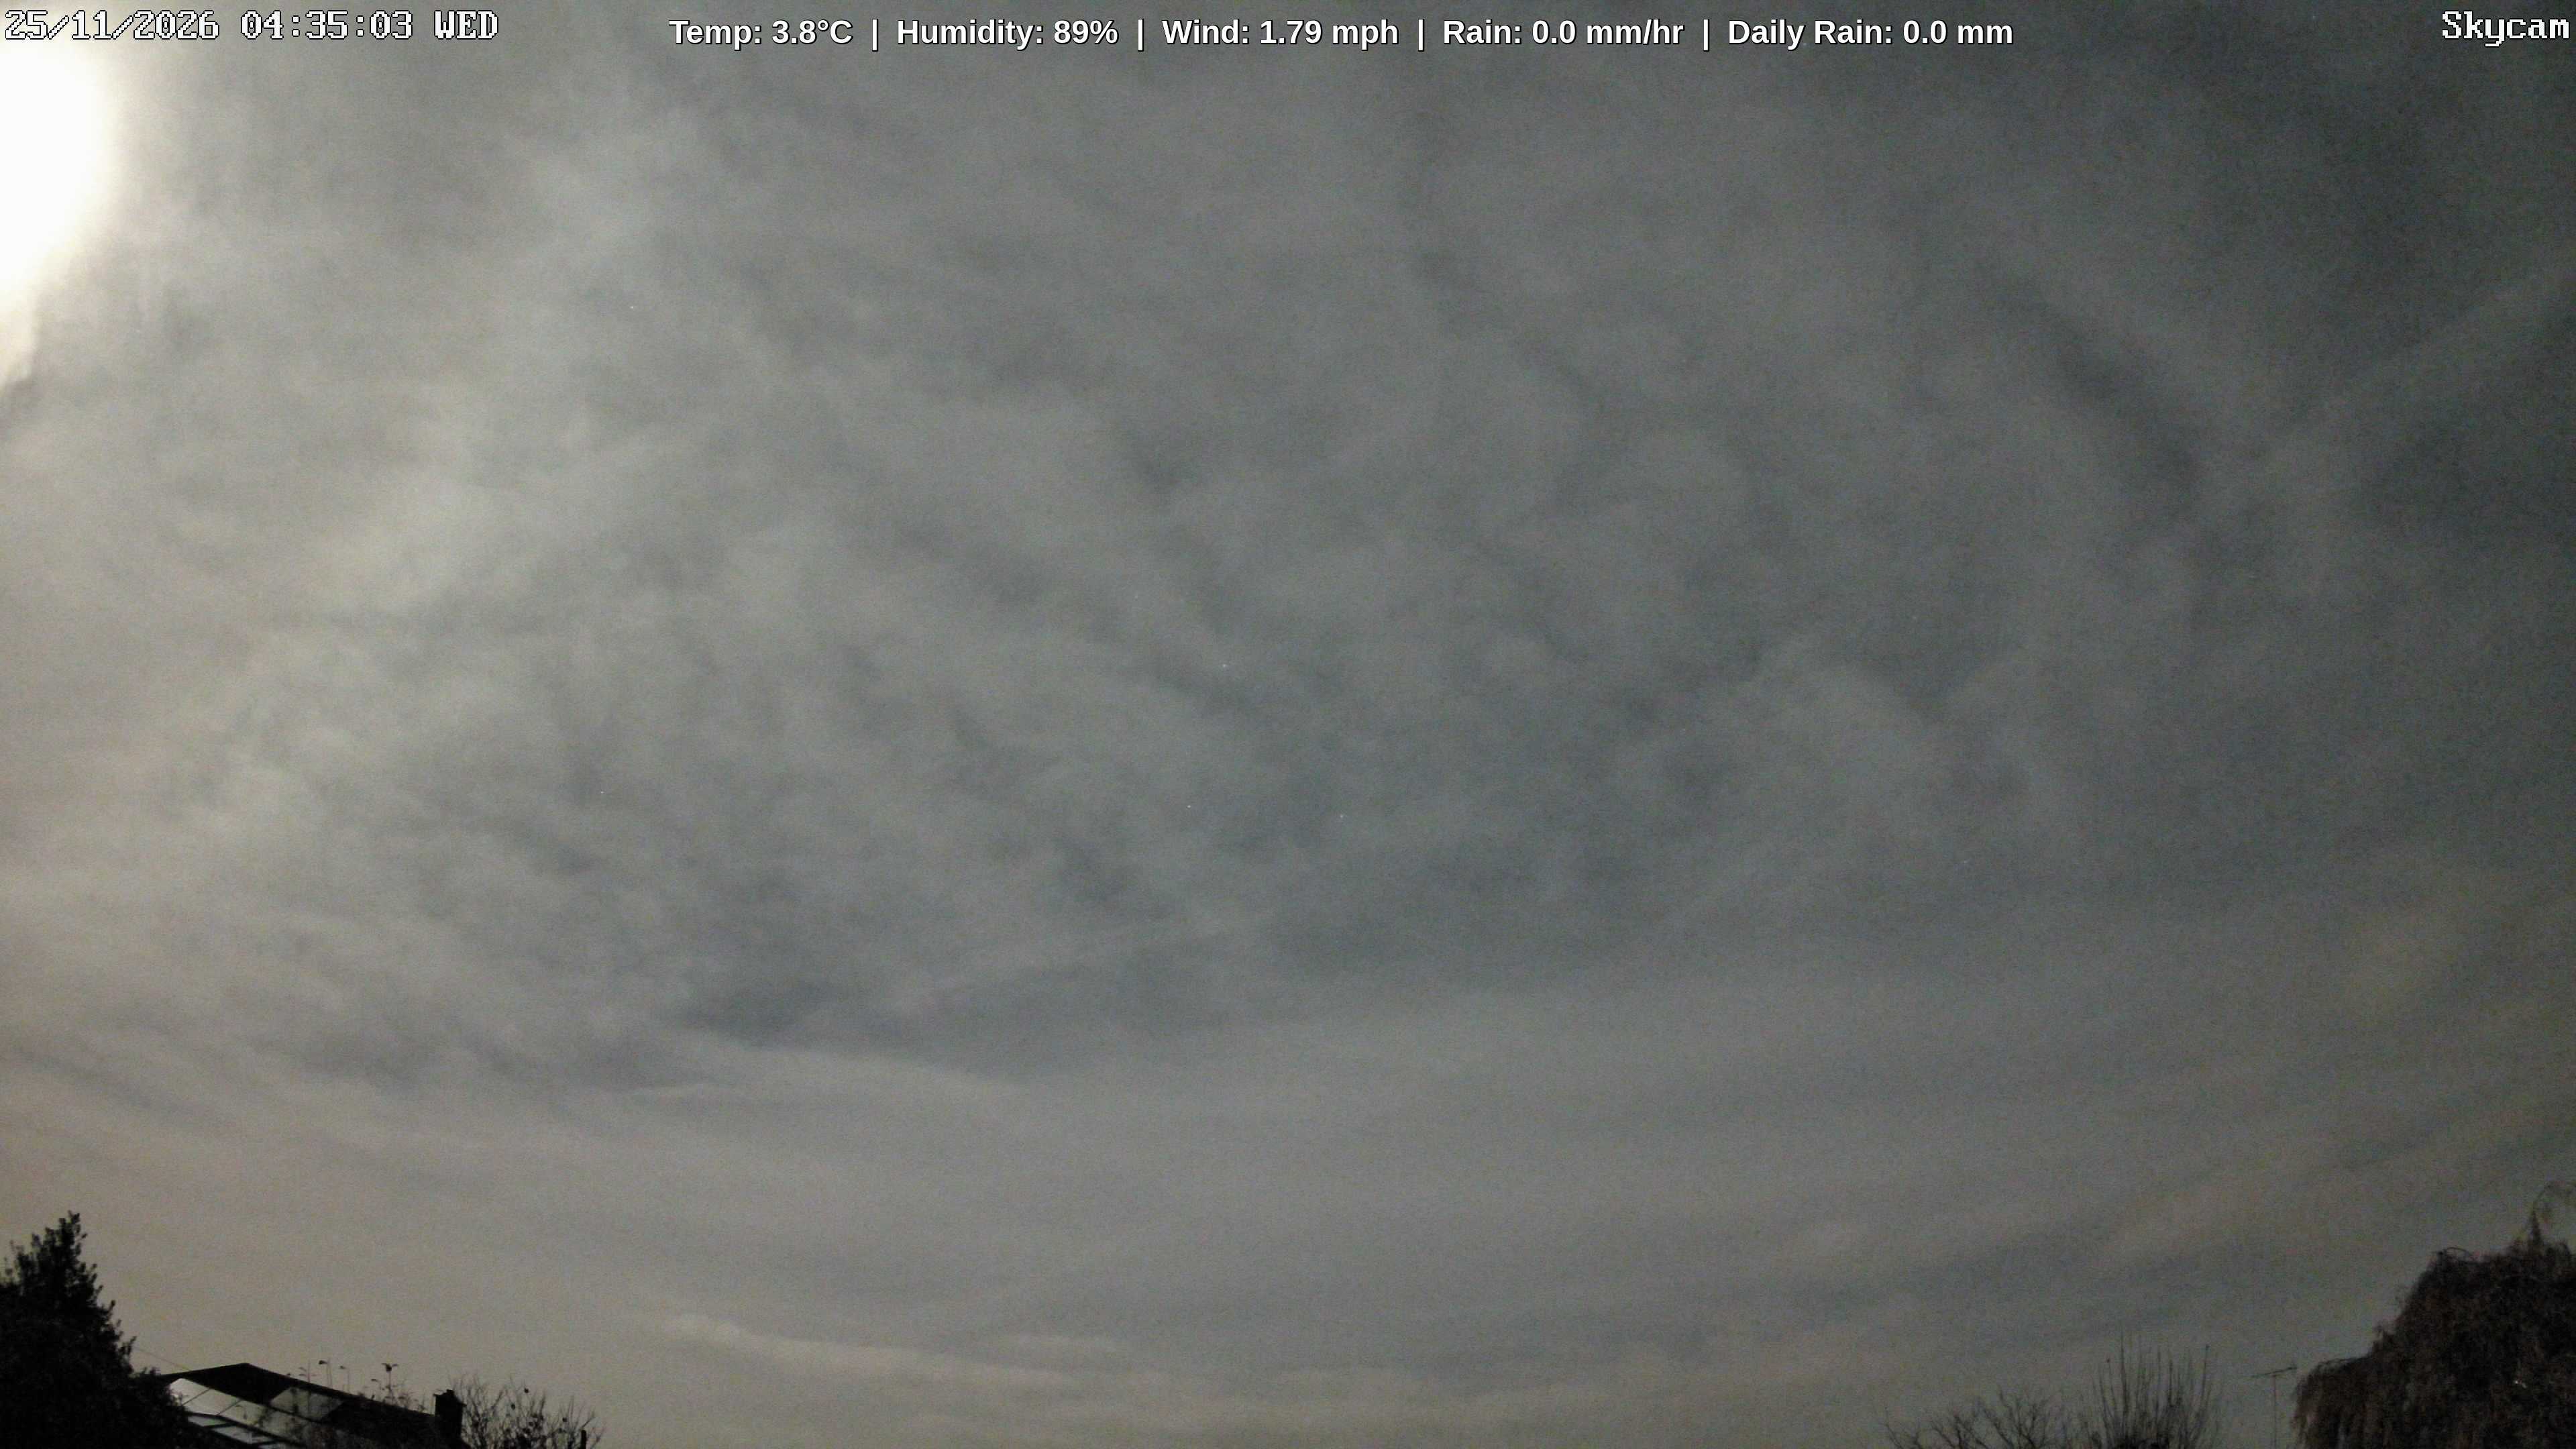 25/11/2026 04:35:03 WED
Temp: 3.8°C | Humidity: 89% | Wind: 1.79 mph | Rain: 0.0 mm/hr | Daily Rain: 0.0 mm
Skycam